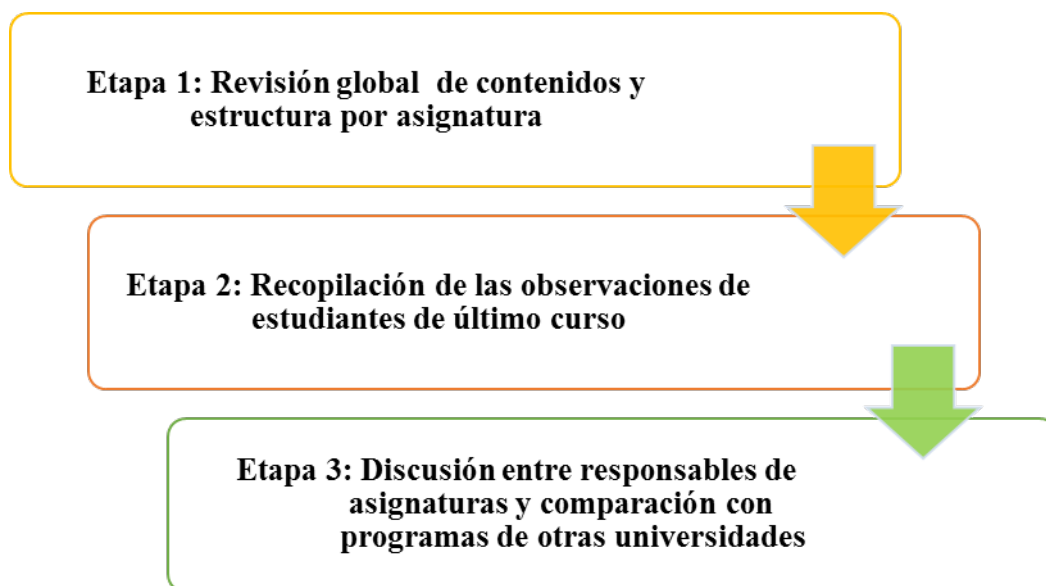 Etapa 1: Revisión global de contenidos y
estructura por asignatura
Etapa 2: Recopilación de las observaciones de
estudiantes de último curso
Etapa 3: Discusión entre responsables de
asignaturas y comparación con
programas de otras universidades